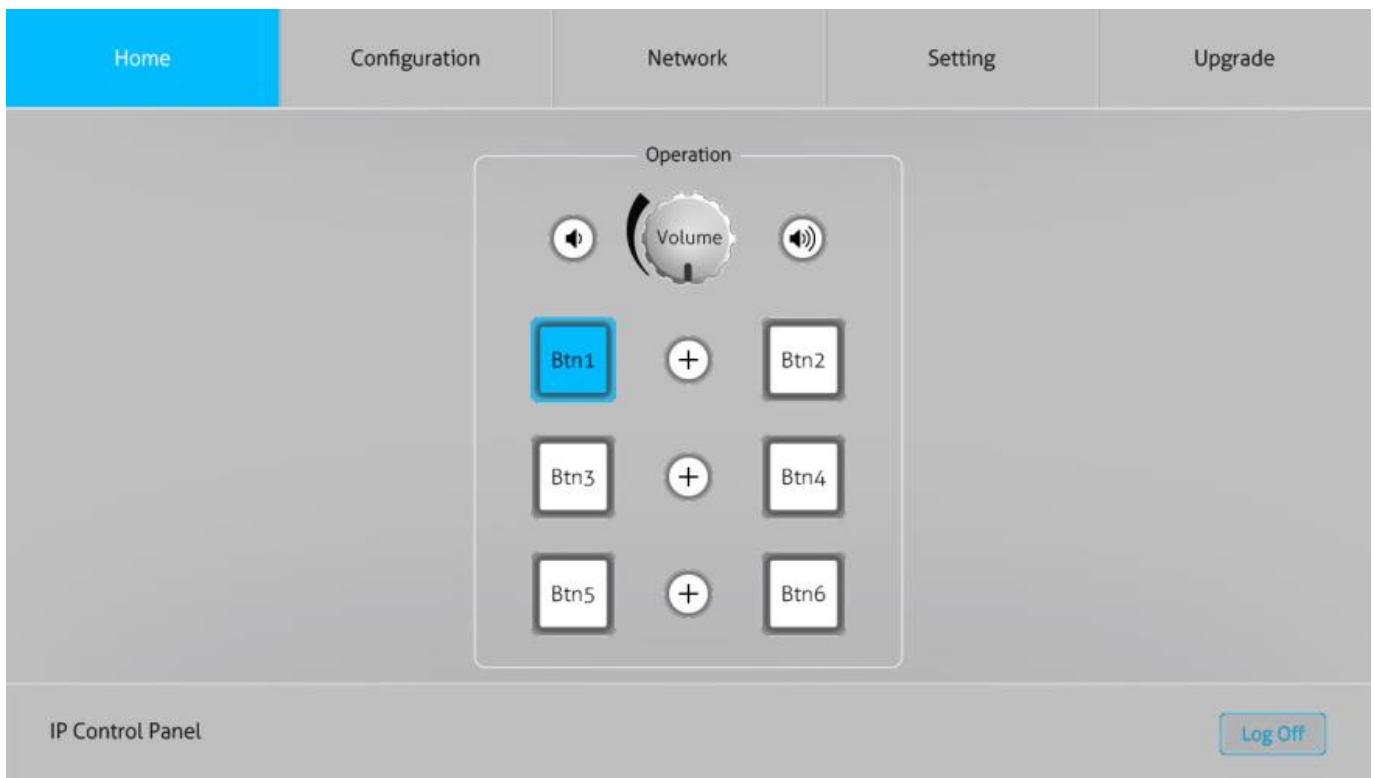 Home Configuration Network Setting Upgrade
Operation
Volume
Btn1 + Btn2
Btn3 + Btn4
Btn5 + Btn6
IP Control Panel Log Off